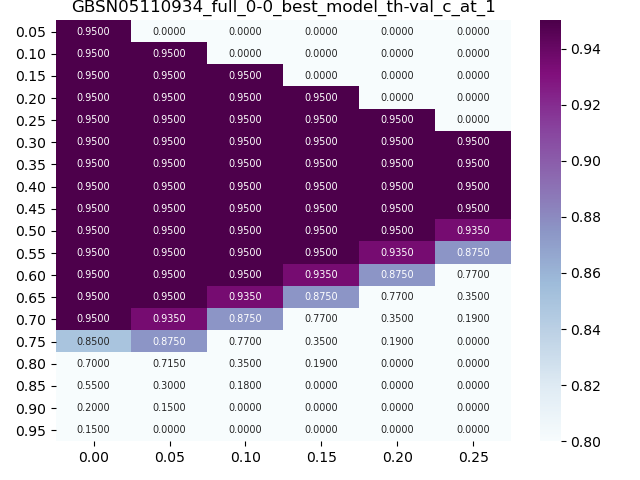 GBSN05110934_full_0-0_best_model_th-val_c_at_1
0.05 0.9500 0.0000 0.0000 0.0000 0.0000 0.0000
0.10 0.9500 0.9500 0.0000 0.0000 0.0000 0.0000
0.15 0.9500 0.9500 0.9500 0.0000 0.0000 0.0000
0.20 0.9500 0.9500 0.9500 0.9500 0.0000 0.0000
0.25 0.9500 0.9500 0.9500 0.9500 0.9500 0.0000
0.30 0.9500 0.9500 0.9500 0.9500 0.9500 0.9500
0.35 0.9500 0.9500 0.9500 0.9500 0.9500 0.9500
0.40 0.9500 0.9500 0.9500 0.9500 0.9500 0.9500
0.45 0.9500 0.9500 0.9500 0.9500 0.9500 0.9500
0.50 0.9500 0.9500 0.9500 0.9500 0.9500 0.9350
0.55 0.9500 0.9500 0.9500 0.9500 0.9350 0.8750
0.60 0.9500 0.9500 0.9500 0.9350 0.8750 0.7700
0.65 0.9500 0.9500 0.9350 0.8750 0.7700 0.3500
0.70 0.9500 0.9350 0.8750 0.7700 0.3500 0.1900
0.75 0.8500 0.8750 0.7700 0.3500 0.1900 0.0000
0.80 0.7000 0.7150 0.3500 0.1900 0.0000 0.0000
0.85 0.5500 0.3000 0.1800 0.0000 0.0000 0.0000
0.90 0.2000 0.1500 0.0000 0.0000 0.0000 0.0000
0.95 0.1500 0.0000 0.0000 0.0000 0.0000 0.0000
0.00 0.05 0.10 0.15 0.20 0.25
0.94
0.92
0.90
0.88
0.86
0.84
0.82
0.80